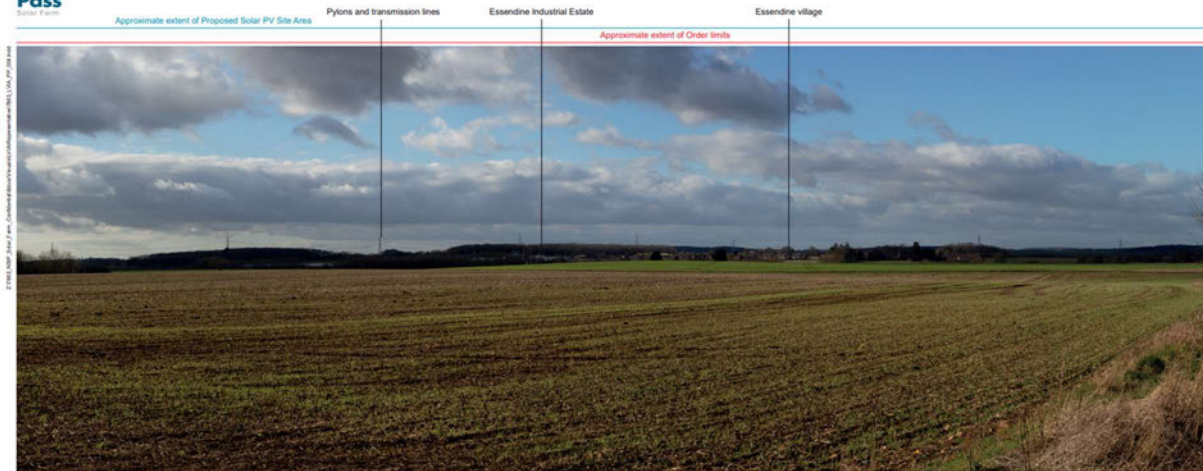 Pass
Solar Farm
Pylons and transmission lines
Essendine Industrial Estate
Essendine village
Approximate extent of Proposed Solar PV Site Area
Approximate extent of Order limits